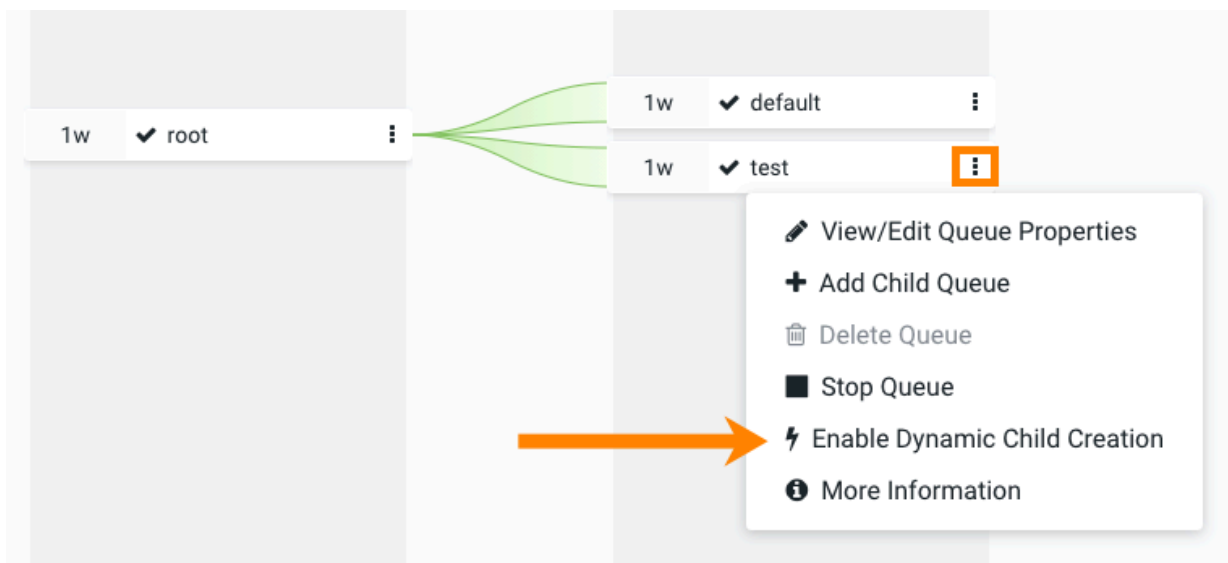 1w default
1w root
1w test
View/Edit Queue Properties
Add Child Queue
Delete Queue
Stop Queue
Enable Dynamic Child Creation
More Information